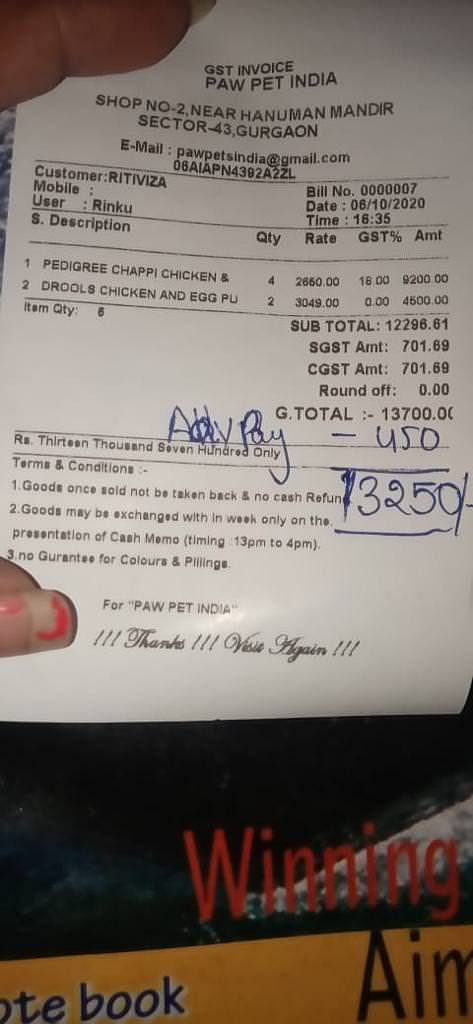 GST INVOICE
PAW PET INDIA
SHOP NO-2,NEAR HANUMAN MANDIR
SECTOR-43,GURGAON
E-Mail : pawpetsindia@gmail.com
06AIAPN4392A2ZL
Customer:RITIVIZA Bill No. 0000007
Mobile : Date : 06/10/2020
User : Rinku Time : 16:35
S. Description Qty Rate GST% Amt
1 PEDIGREE CHAPPI CHICKEN & 4 2660.00 18.00 9200.00
2 DROOLS CHICKEN AND EGG PU 2 3049.00 0.00 4500.00
Item Qty: 6
SUB TOTAL: 12296.61
SGST Amt: 701.69
CGST Amt: 701.69
Round off: 0.00
G.TOTAL :- 13700.00
Adv Pay - 450
Rs. Thirteen Thousand Seven Hundred Only
13250/-
Terms & Conditions :-
1.Goods once sold not be taken back & no cash Refun
2.Goods may be exchanged with in week only on the
presentation of Cash Memo (timing :13pm to 4pm).
3.no Gurantee for Colours & Pillings.
For "PAW PET INDIA"
!!! Thanks !!! Visit Again !!!
Winning
Aim
ote book